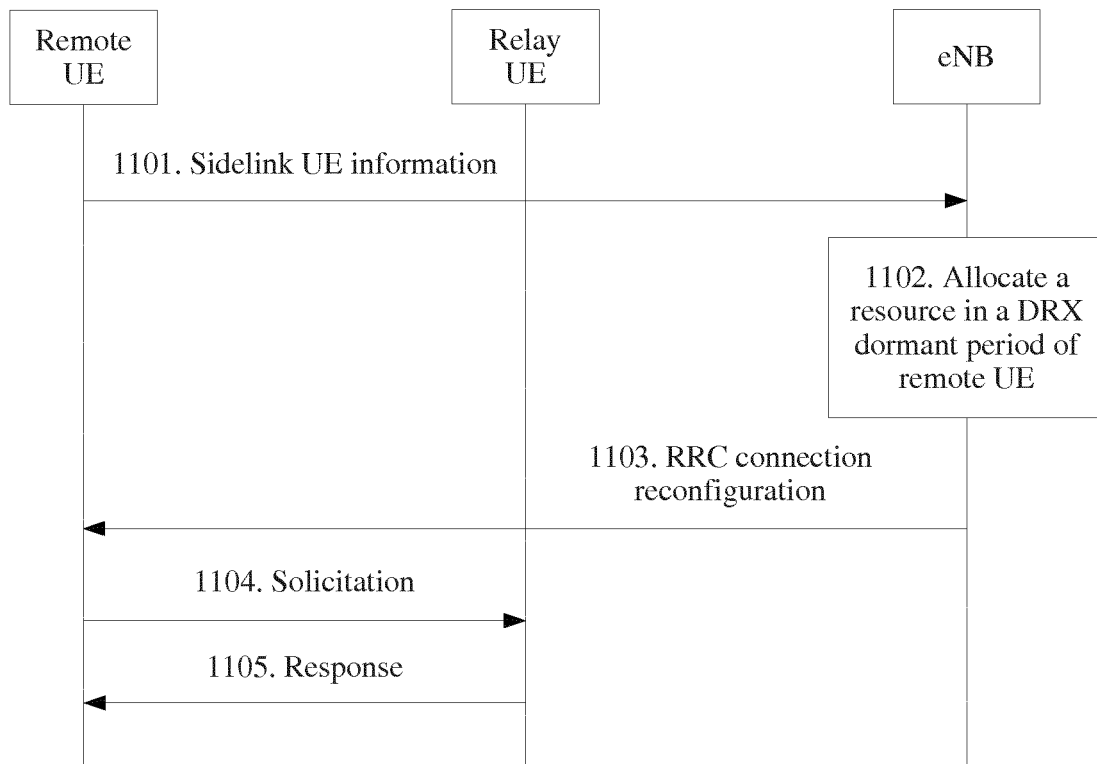 Remote
UE
Relay
UE
eNB
1101. Sidelink UE information
1102. Allocate a
resource in a DRX
dormant period of
remote UE
1103. RRC connection
reconfiguration
1104. Solicitation
1105. Response